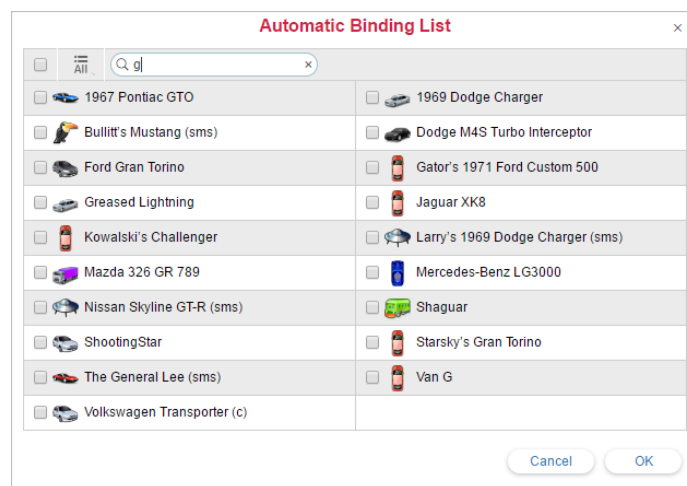 Automatic Binding List
×
All
g ×
1967 Pontiac GTO 1969 Dodge Charger
Bullitt's Mustang (sms) Dodge M4S Turbo Interceptor
Ford Gran Torino Gator's 1971 Ford Custom 500
Greased Lightning Jaguar XK8
Kowalski's Challenger Larry's 1969 Dodge Charger (sms)
Mazda 326 GR 789 Mercedes-Benz LG3000
Nissan Skyline GT-R (sms) Shaguar
ShootingStar Starsky's Gran Torino
The General Lee (sms) Van G
Volkswagen Transporter (c)
Cancel OK